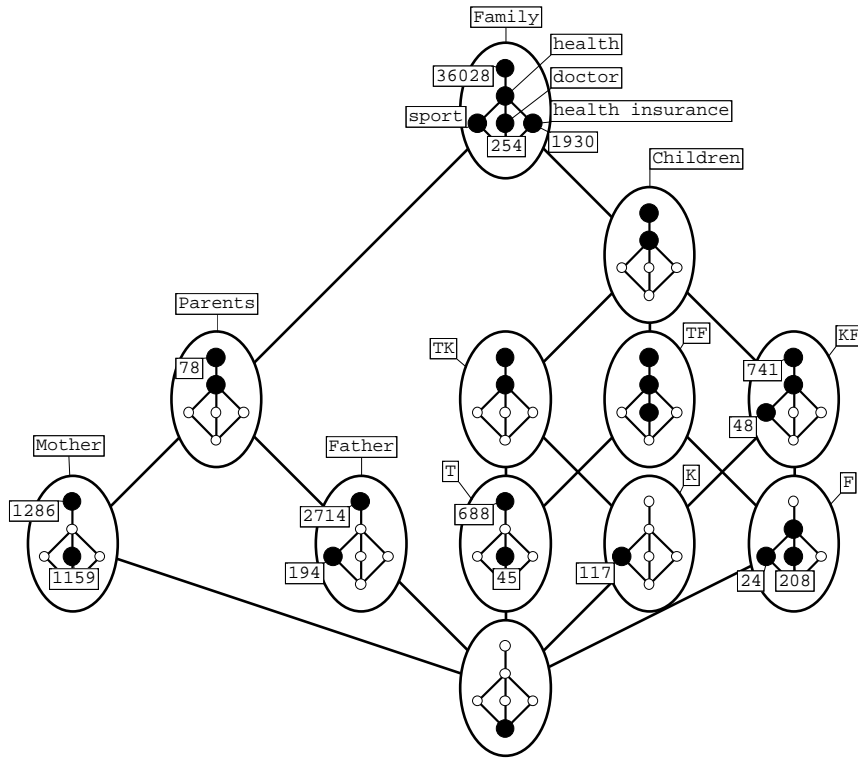 Family
health
36028
doctor
sport
health insurance
254
1930
Children
Parents
TK
TF
KF
78
741
48
Mother
Father
T
K
F
1286
2714
688
194
1159
45
117
24
208